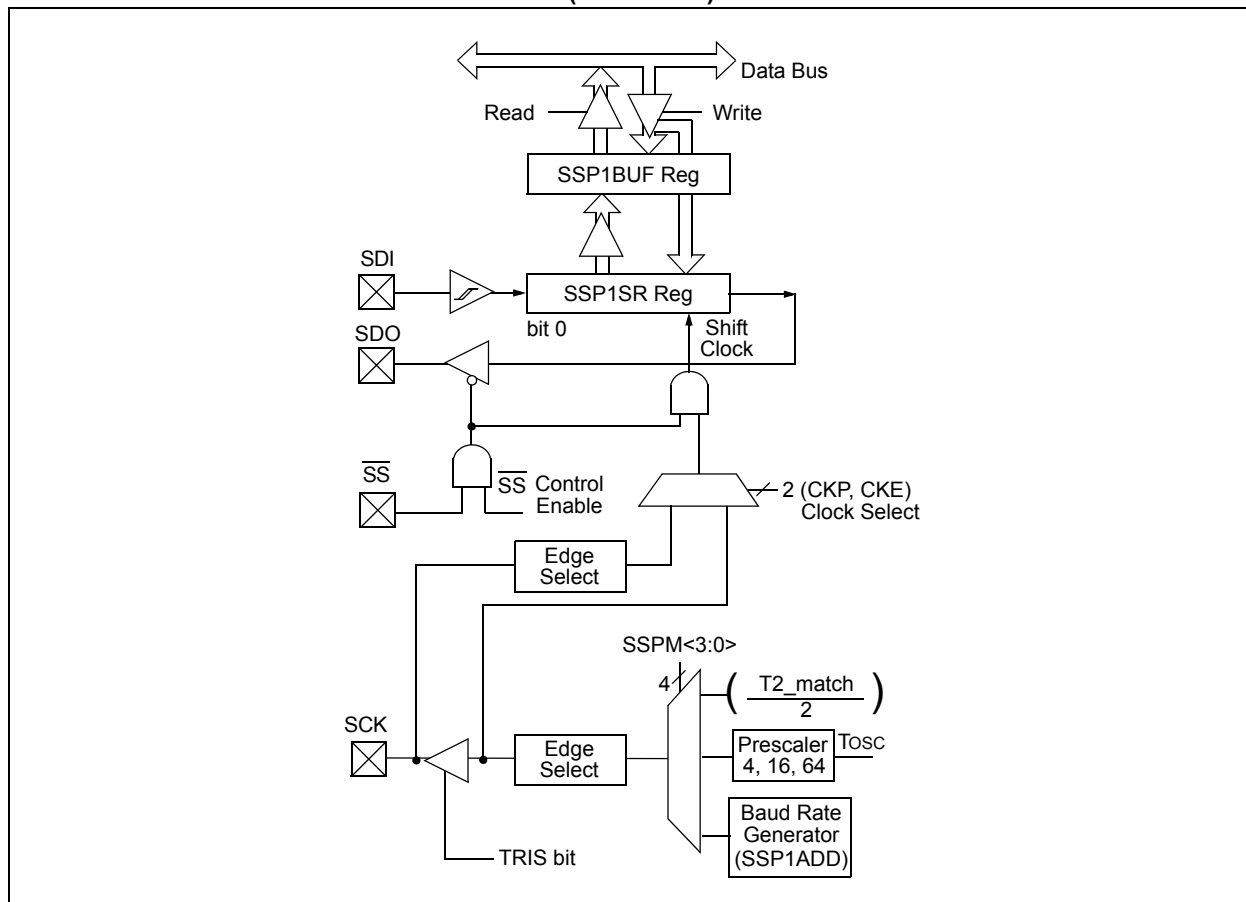 Data Bus
Read
Write
SSP1BUF Reg
SDI
SSP1SR Reg
bit 0
Shift
Clock
SDO
SS
SS Control
Enable
2 (CKP, CKE)
Clock Select
Edge
Select
SSPM<3:0>
4
( T2_match )
2
SCK
Edge
Select
Prescaler
4, 16, 64
TOSC
Baud Rate
Generator
(SSP1ADD)
TRIS bit